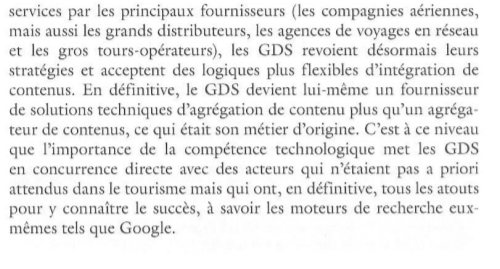 services par les principaux fournisseurs (les compagnies aériennes,
mais aussi les grands distributeurs, les agences de voyages en réseau
et les gros tours-opérateurs), les GDS revoient désormais leurs
stratégies et acceptent des logiques plus flexibles d'intégration de
contenus. En définitive, le GDS devient lui-même un fournisseur
de solutions techniques d'agrégation de contenu plus qu'un agréga-
teur de contenus, ce qui était son métier d'origine. C'est à ce niveau
que l'importance de la compétence technologique met les GDS
en concurrence directe avec des acteurs qui n'étaient pas a priori
attendus dans le tourisme mais qui ont, en définitive, tous les atouts
pour y connaître le succès, à savoir les moteurs de recherche eux-
mêmes tels que Google.